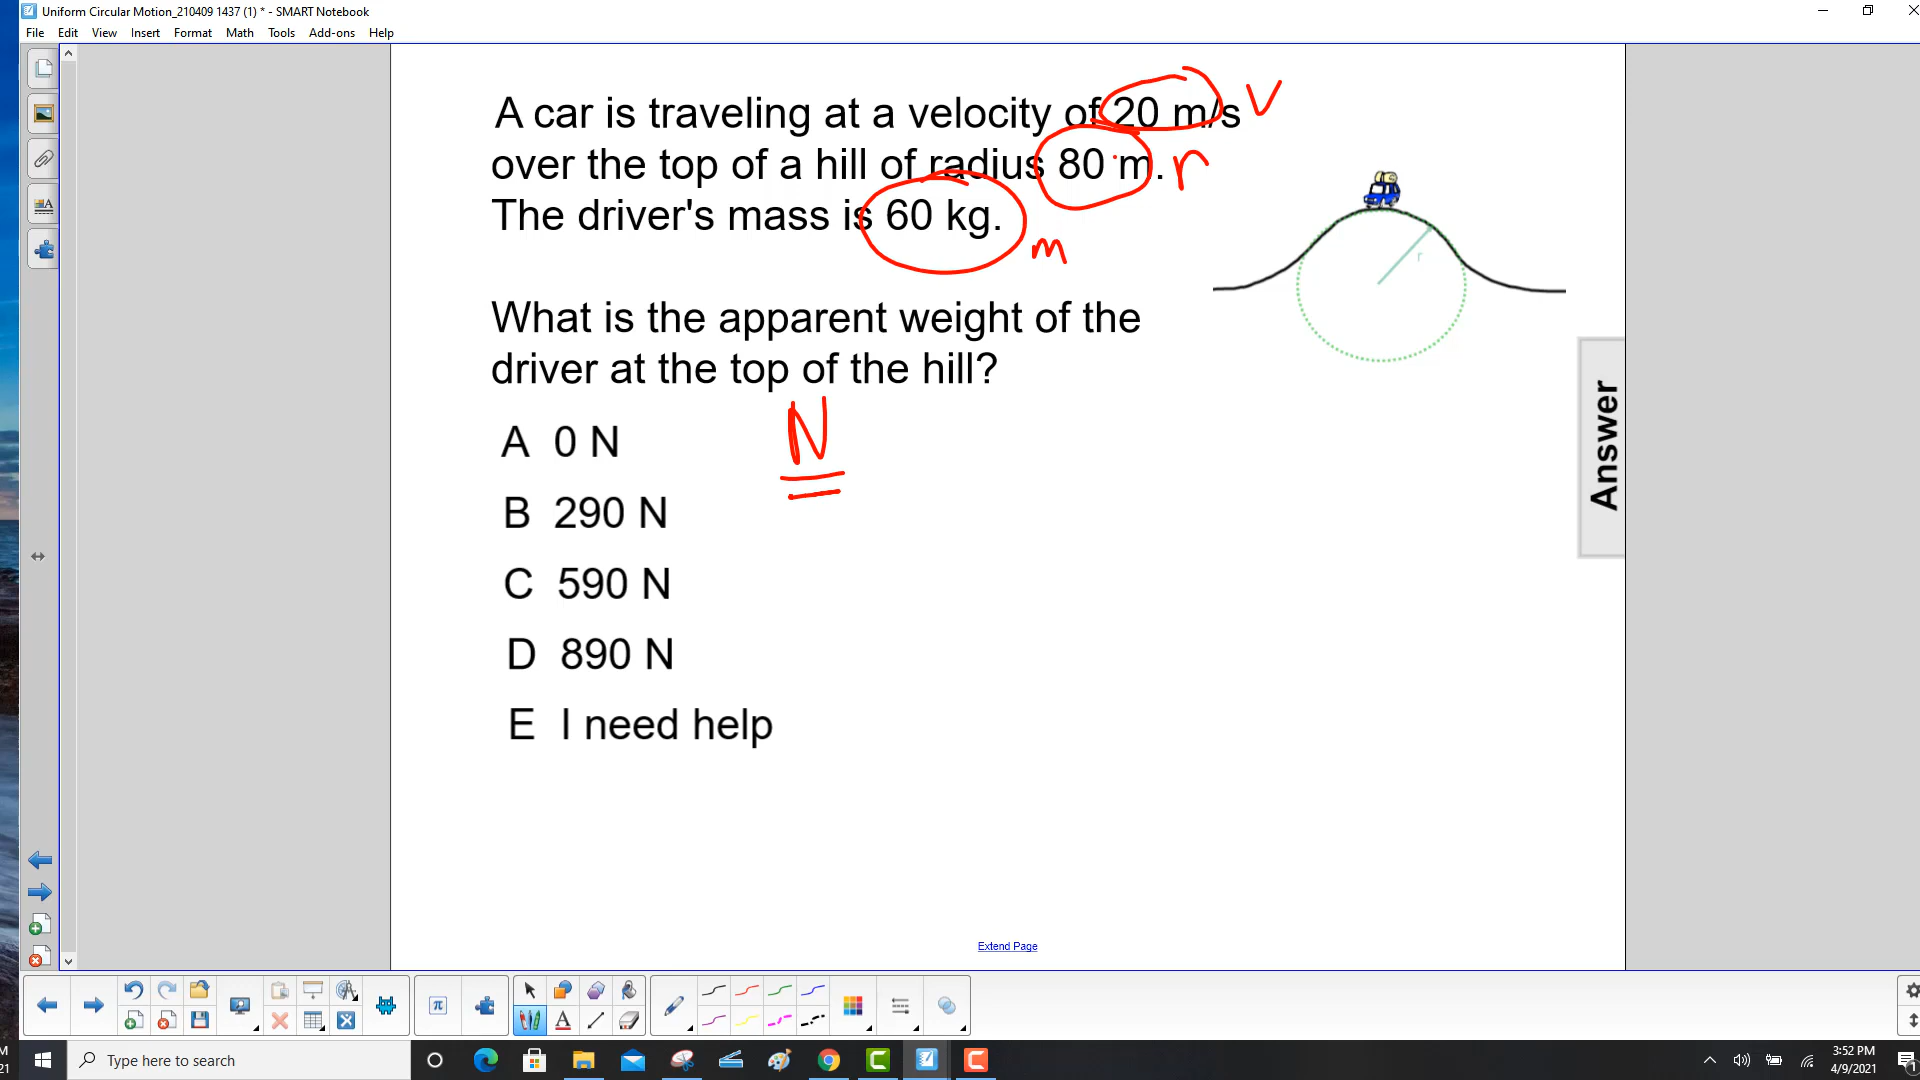 Uniform Circular Motion_210409 1437 (1) * - SMART Notebook
File Edit View Insert Format Math Tools Add-ons Help
A car is traveling at a velocity of 20 m/s v
over the top of a hill of radius 80 m. r
The driver's mass is 60 kg.
m
r
What is the apparent weight of the
driver at the top of the hill?
N
A 0 N
B 290 N
C 590 N
D 890 N
E I need help
Answer
Extend Page
π
A
Type here to search
3:52 PM
4/9/2021
M
21
1